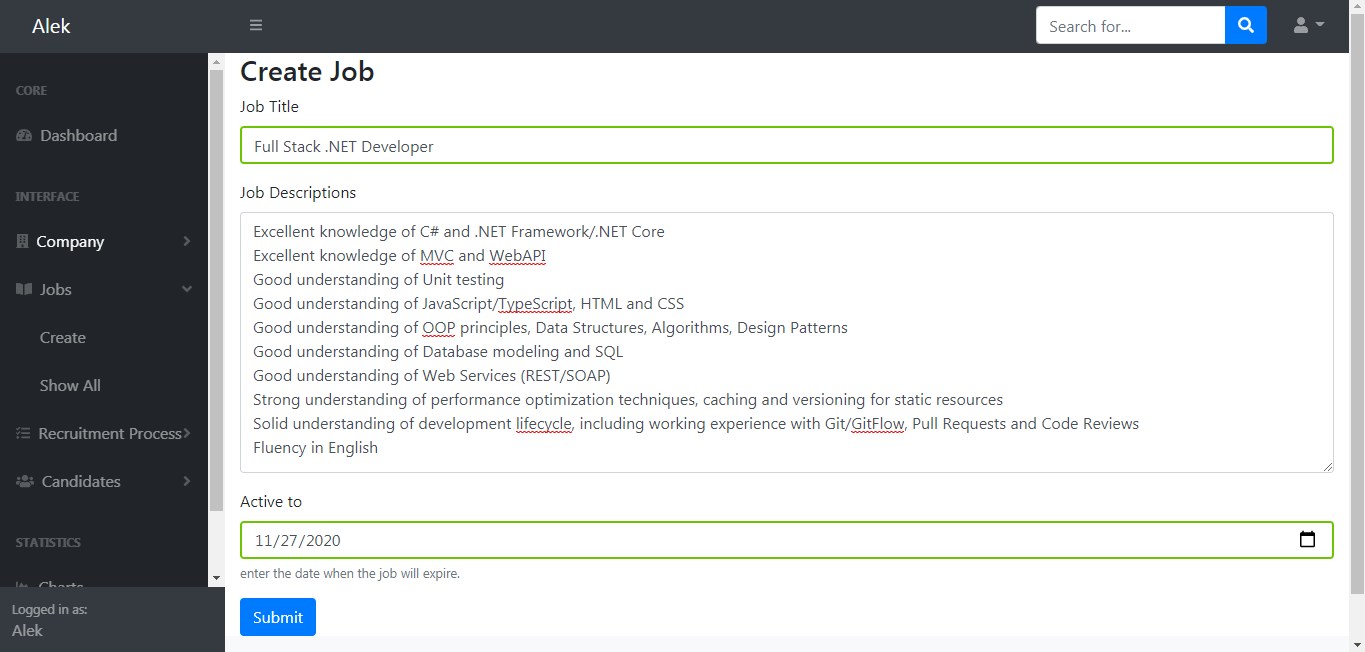 Alek
Search for...
CORE
Dashboard
INTERFACE
Company
Jobs
Create
Show All
Recruitment Process
Candidates
STATISTICS
Charts
Logged in as:
Alek
Create Job
Job Title
Full Stack .NET Developer
Job Descriptions
Excellent knowledge of C# and .NET Framework/.NET Core
Excellent knowledge of MVC and WebAPI
Good understanding of Unit testing
Good understanding of JavaScript/TypeScript, HTML and CSS
Good understanding of OOP principles, Data Structures, Algorithms, Design Patterns
Good understanding of Database modeling and SQL
Good understanding of Web Services (REST/SOAP)
Strong understanding of performance optimization techniques, caching and versioning for static resources
Solid understanding of development lifecycle, including working experience with Git/GitFlow, Pull Requests and Code Reviews
Fluency in English
Active to
11/27/2020
enter the date when the job will expire.
Submit